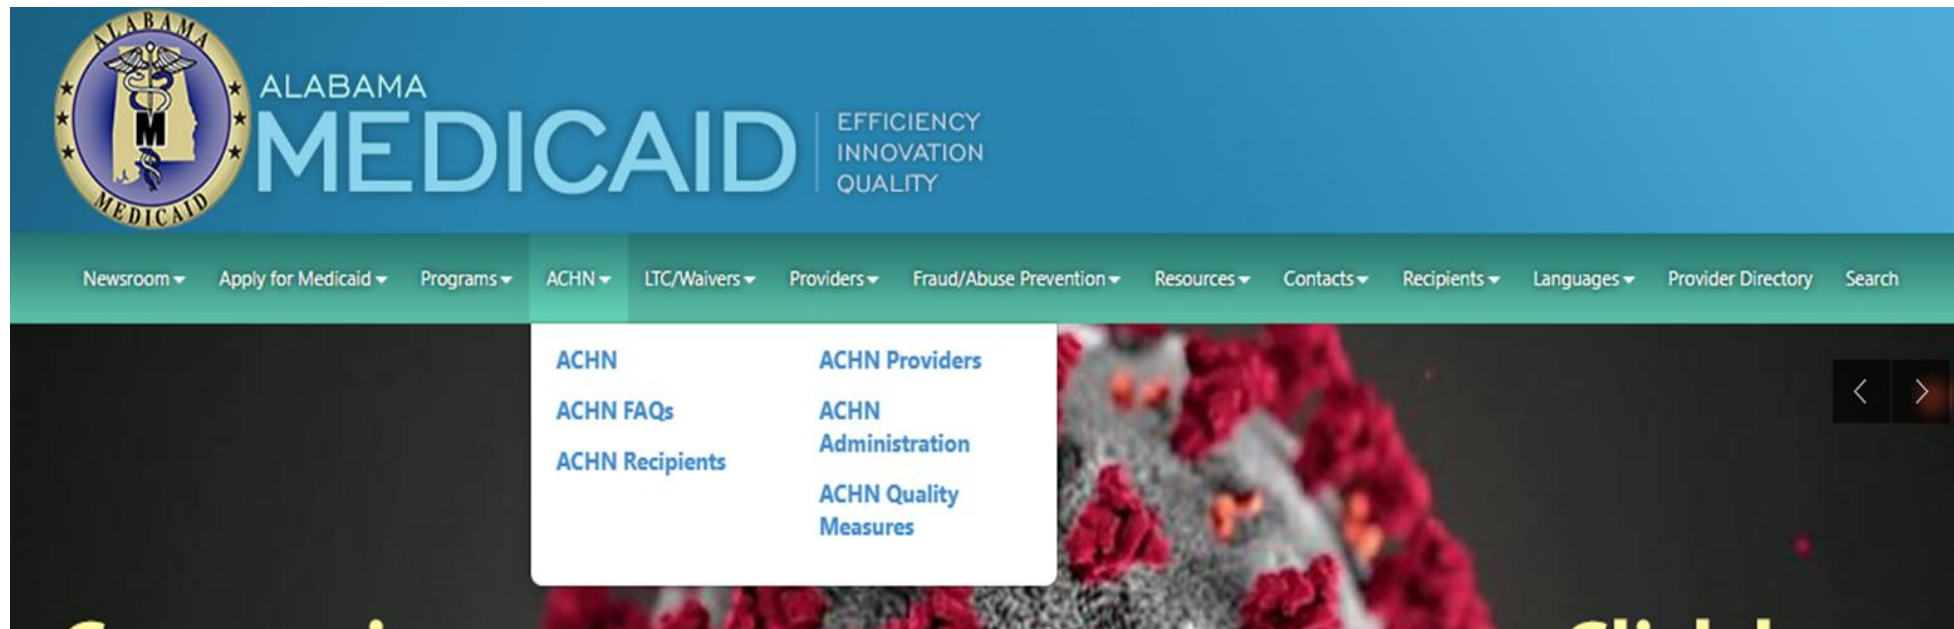 ALABAMA
M
MEDICAID
ALABAMA
MEDICAID
EFFICIENCY
INNOVATION
QUALITY
Newsroom Apply for Medicaid Programs ACHN LTC/Waivers Providers Fraud/Abuse Prevention Resources Contacts Recipients Languages Provider Directory Search
ACHN
ACHN FAQs
ACHN Recipients
ACHN Providers
ACHN
Administration
ACHN Quality
Measures